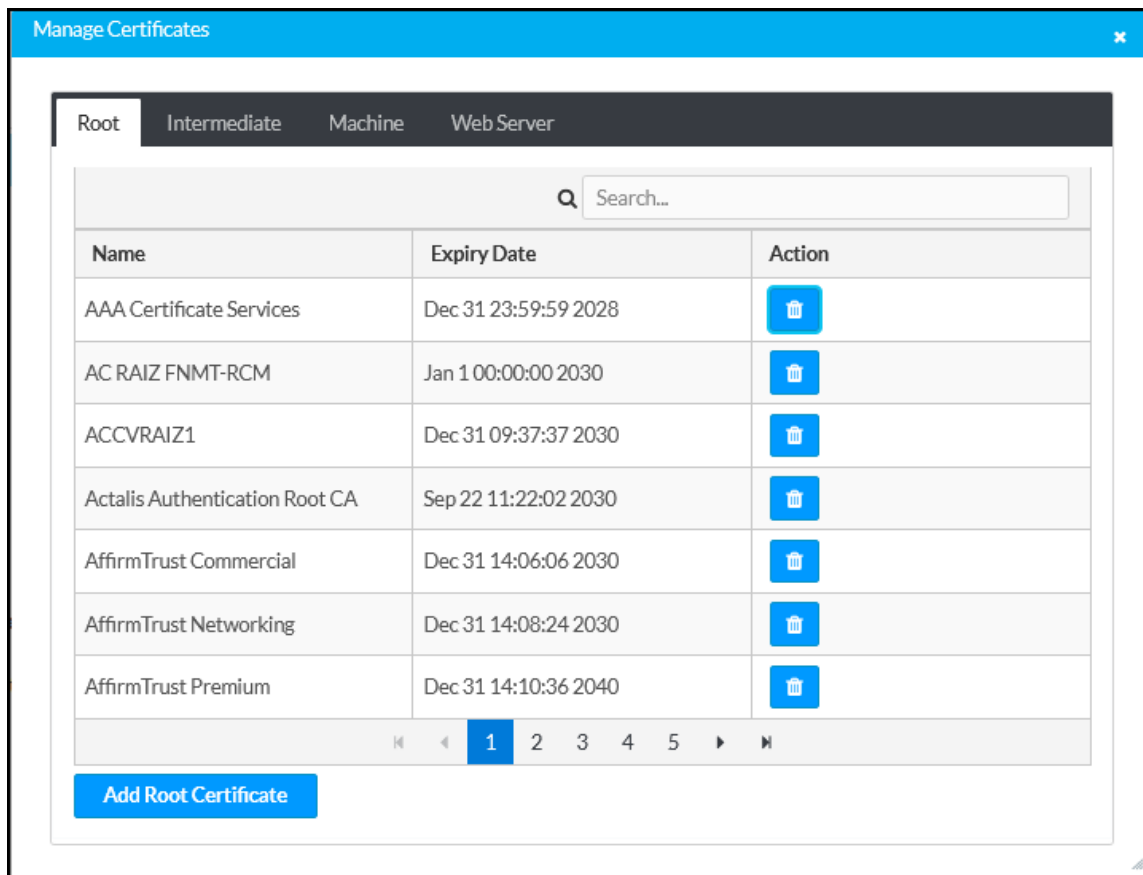 Manage Certificates
Root Intermediate Machine Web Server
Search...
Name Expiry Date Action
AAA Certificate Services Dec 31 23:59:59 2028
AC RAIZ FNMT-RCM Jan 1 00:00:00 2030
ACCVRAIZ1 Dec 31 09:37:37 2030
Actalis Authentication Root CA Sep 22 11:22:02 2030
AffirmTrust Commercial Dec 31 14:06:06 2030
AffirmTrust Networking Dec 31 14:08:24 2030
AffirmTrust Premium Dec 31 14:10:36 2040
1 2 3 4 5
Add Root Certificate